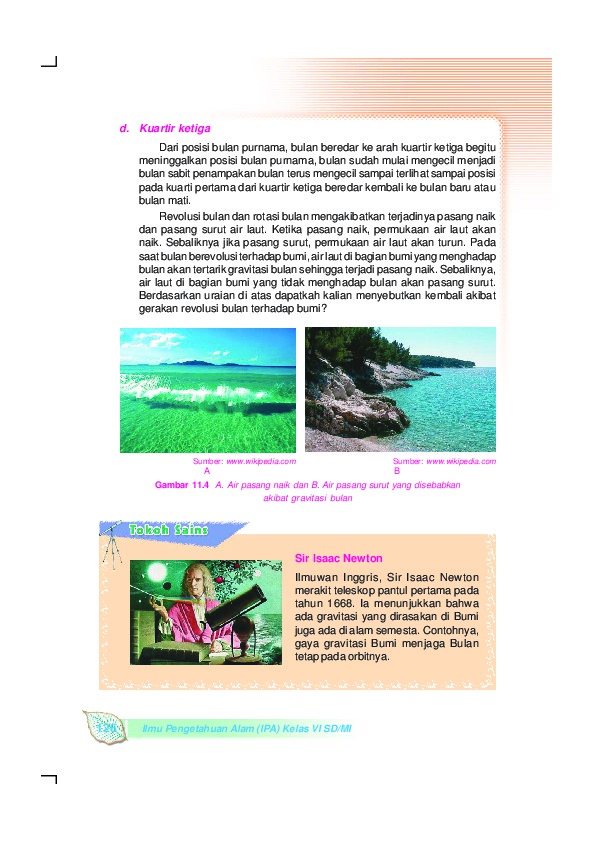 d. Kuartir ketiga
Dari posisi bulan purnama, bulan beredar ke arah kuartir ketiga begitu
meninggalkan posisi bulan purnama, bulan sudah mulai mengecil menjadi
bulan sabit penampakan bulan terus mengecil sampai terlihat sampai posisi
pada kuarti pertama dari kuartir ketiga beredar kembali ke bulan baru atau
bulan mati.
Revolusi bulan dan rotasi bulan mengakibatkan terjadinya pasang naik
dan pasang surut air laut. Ketika pasang naik, permukaan air laut akan
naik. Sebaliknya jika pasang surut, permukaan air laut akan turun. Pada
saat bulan berevolusi terhadap bumi, air laut di bagian bumi yang menghadap
bulan akan tertarik gravitasi bulan sehingga terjadi pasang naik. Sebaliknya,
air laut di bagian bumi yang tidak menghadap bulan akan pasang surut.
Berdasarkan uraian di atas dapatkah kalian menyebutkan kembali akibat
gerakan revolusi bulan terhadap bumi?
Sumber: www.wikipedia.com
A
Sumber: www.wikipedia.com
B
Gambar 11.4 A. Air pasang naik dan B. Air pasang surut yang disebabkan
akibat gravitasi bulan
Tokoh Sains
Sir Isaac Newton
Ilmuwan Inggris, Sir Isaac Newton
merakit teleskop pantul pertama pada
tahun 1668. Ia menunjukkan bahwa
ada gravitasi yang dirasakan di Bumi
juga ada di alam semesta. Contohnya,
gaya gravitasi Bumi menjaga Bulan
tetap pada orbitnya.
Ilmu Pengetahuan Alam (IPA) Kelas VI SD/MI